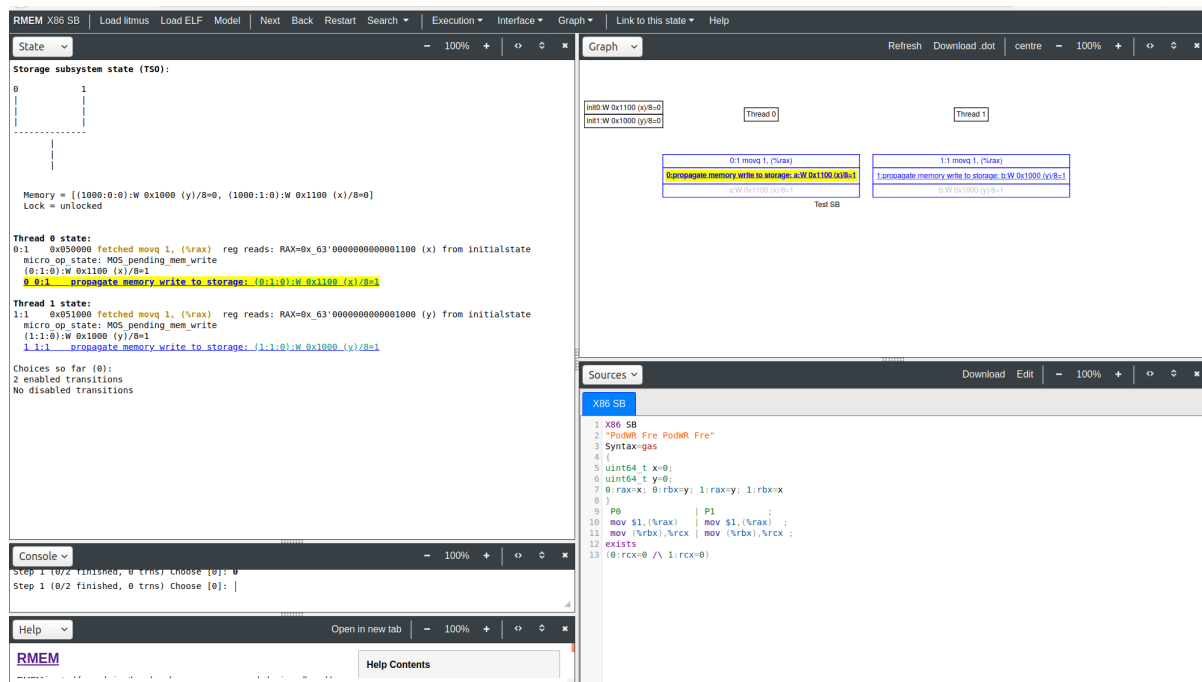 RMEM X86 SB Load litmus Load ELF Model Next Back Restart Search Execution Interface Graph Link to this state Help
State - 100% +
Storage subsystem state (TSO):
0 1
Memory = [(1000:0:0):W 0x1000 (y)/8=0, (1000:1:0):W 0x1100 (x)/8=0]
Lock = unlocked
Thread 0 state:
0:1 0x050000 fetched movq 1, (%rax) reg reads: RAX=0x_63'0000000000001100 (x) from initialstate
micro_op_state: MOS_pending_mem_write
(0:1:0):W 0x1100 (x)/8=1
0 0:1 propagate memory write to storage: (0:1:0):W 0x1100 (x)/8=1
Thread 1 state:
1:1 0x051000 fetched movq 1, (%rax) reg reads: RAX=0x_63'0000000000001000 (y) from initialstate
micro_op_state: MOS_pending_mem_write
(1:1:0):W 0x1000 (y)/8=1
1 1:1 propagate memory write to storage: (1:1:0):W 0x1000 (y)/8=1
Choices so far (0):
2 enabled transitions
No disabled transitions
Console - 100% +
Step 1 (0/2 finished, 0 trns) Choose [0]: 0
Step 1 (0/2 finished, 0 trns) Choose [0]:
Help Open in new tab - 100% +
RMEM
Help Contents
Graph Refresh Download .dot centre - 100% +
init0:W 0x1100 (x)/8=0
init1:W 0x1000 (y)/8=0
Thread 0
Thread 1
0:1 movq 1, (%rax)
0:propagate memory write to storage: a:W 0x1100 (x)/8=1
a:W 0x1100 (x)/8=1
1:1 movq 1, (%rax)
1:propagate memory write to storage: b:W 0x1000 (y)/8=1
b:W 0x1000 (y)/8=1
Test SB
Sources Download Edit - 100% +
X86 SB
1 X86 SB
2 "PodWR Fre PodWR Fre"
3 Syntax=gas
4 {
5 uint64_t x=0;
6 uint64_t y=0;
7 0:rax=x; 0:rbx=y; 1:rax=y; 1:rbx=x
8 }
9 P0 | P1 ;
10 mov $1,(%rax) | mov $1,(%rax) ;
11 mov (%rbx),%rcx | mov (%rbx),%rcx ;
12 exists
13 (0:rcx=0 /\ 1:rcx=0)